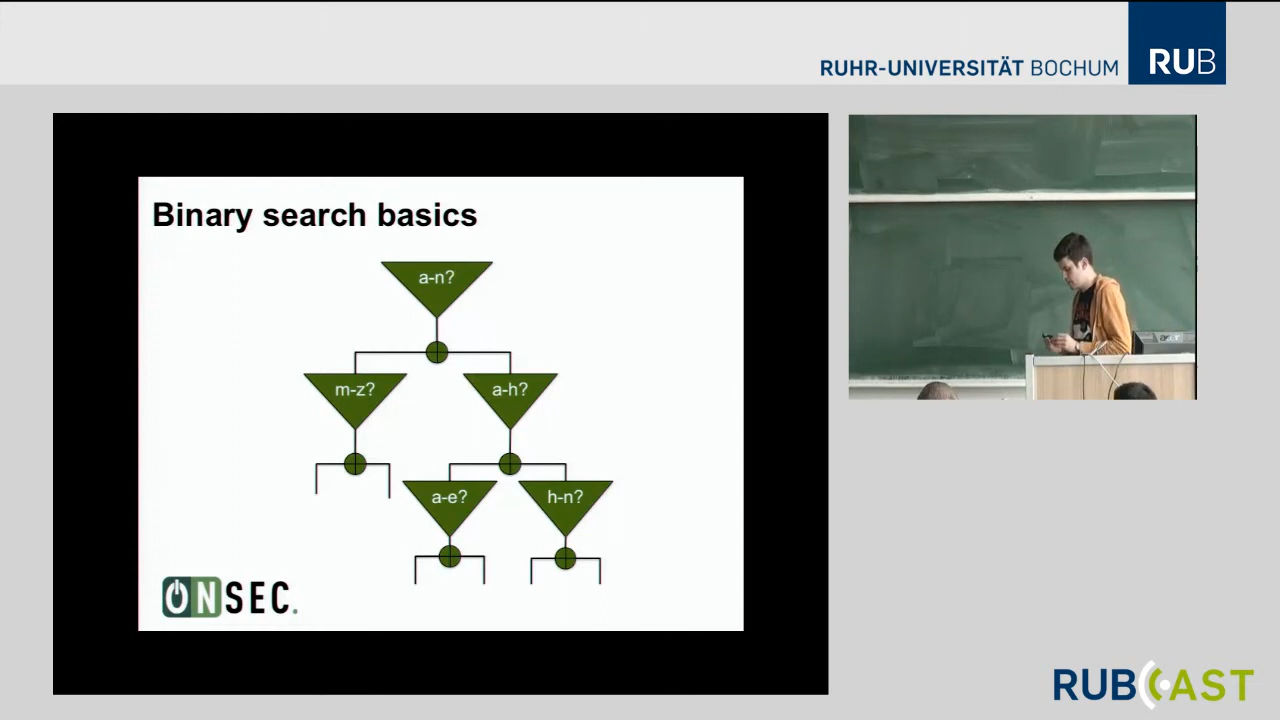 RUHR-UNIVERSITÄT BOCHUM
RUB
Binary search basics
a-n?
m-z?
a-h?
a-e?
h-n?
ONSEC.
RUBCAST